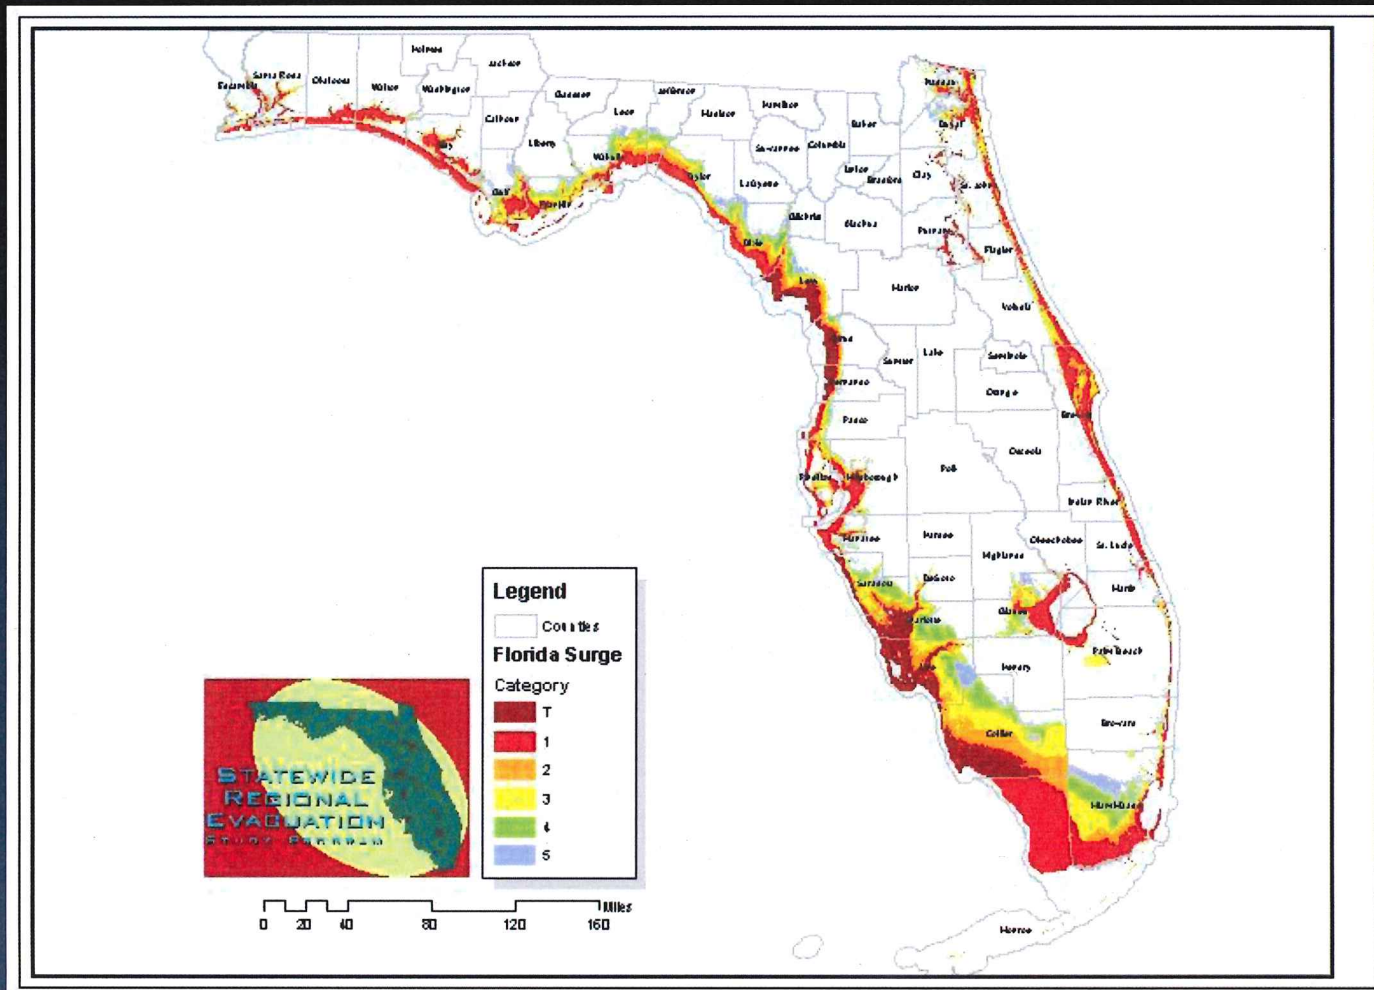 Holmes
Jackson
Santa Rosa
Okaloosa
Walton
Washington
Escambia
Gadsden
Leon
Jefferson
Madison
Hamilton
Calhoun
Liberty
Suwannee
Columbia
Baker
Nassau
Duval
Wakulla
Taylor
Lafayette
Union
Bradford
Clay
St. Johns
Bay
Gulf
Franklin
Gilchrist
Alachua
Putnam
Flagler
Dixie
Levy
Marion
Volusia
Citrus
Sumter
Lake
Seminole
Hernando
Orange
Pasco
Brevard
Osceola
Polk
Pinellas
Hillsborough
Indian River
Manatee
Hardee
Highlands
Okeechobee
St. Lucie
Sarasota
DeSoto
Martin
Glades
Charlotte
Palm Beach
Lee
Hendry
Collier
Broward
Miami-Dade
Monroe
Legend
Counties
Florida Surge
Category
T
1
2
3
4
5
STATEWIDE
REGIONAL
EVACUATION
STUDY PROGRAM
Miles
0 20 40 80 120 160